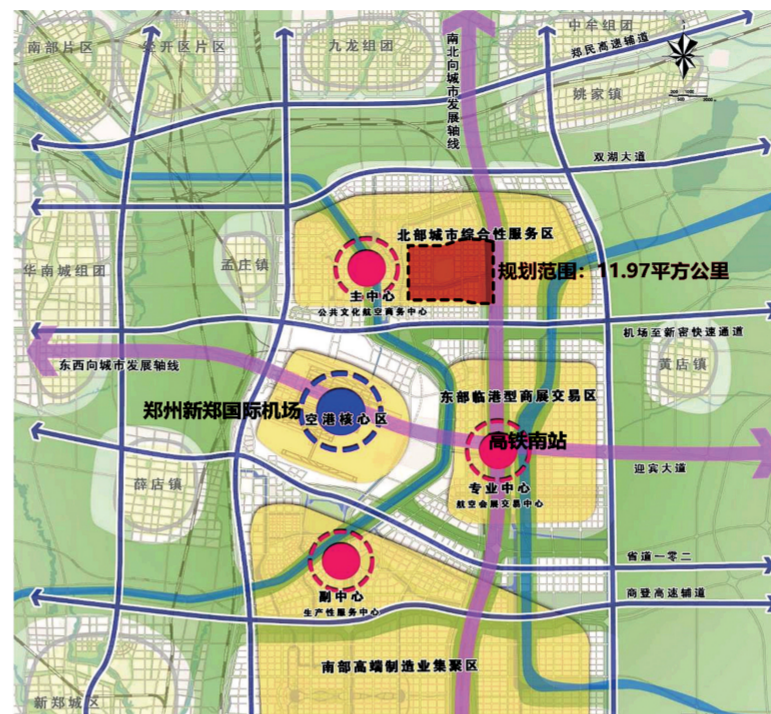 中牟组团
南部片区
经开区片区
九龙组团
郑民高速辅道
南北向城市发展轴线
姚家镇
双湖大道
北部城市综合性服务区
华南城组团
孟庄镇
规划范围：11.97平方公里
主中心
公共文化航空商务中心
机场至新密快速通道
东西向城市发展轴线
黄店镇
东部临港型商展交易区
郑州新郑国际机场
空港核心区
高铁南站
迎宾大道
薛店镇
专业中心
航空会展交易中心
省道一零二
副中心
商登高速辅道
生产性服务中心
南部高端制造业集聚区
新郑城区